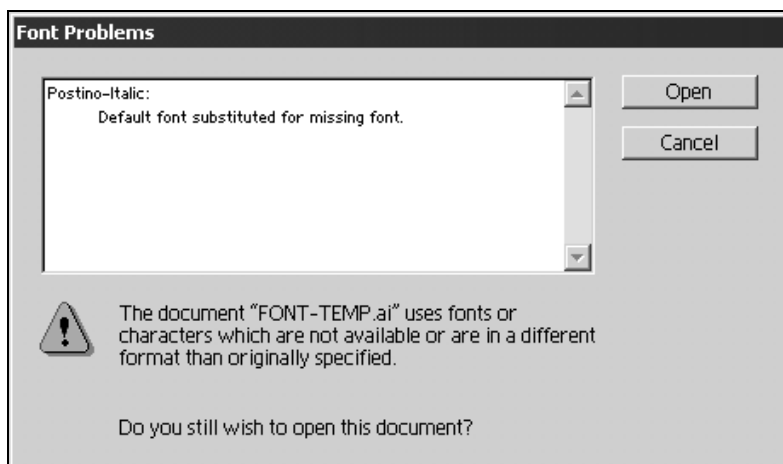 Font Problems
Postino-Italic:
Default font substituted for missing font.
Open
Cancel
The document “FONT-TEMP.ai” uses fonts or
characters which are not available or are in a different
format than originally specified.
Do you still wish to open this document?